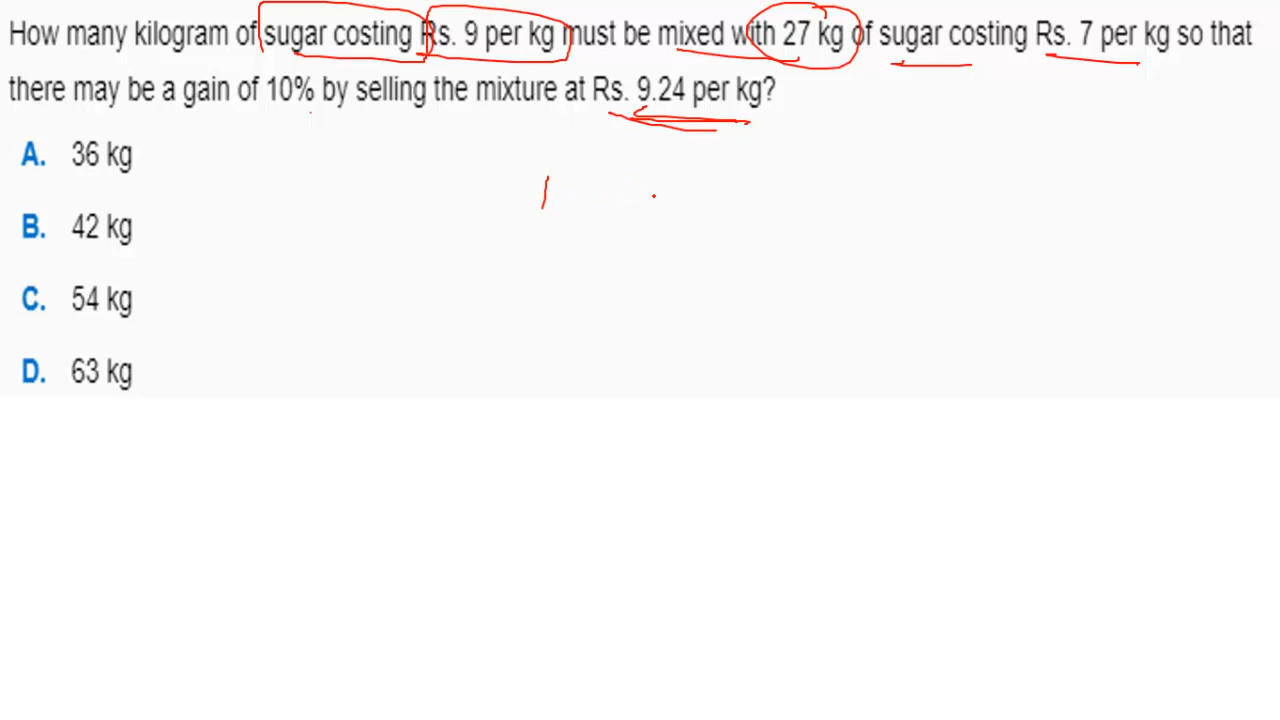 How many kilogram of sugar costing Rs. 9 per kg must be mixed with 27 kg of sugar costing Rs. 7 per kg so that
there may be a gain of 10% by selling the mixture at Rs. 9.24 per kg?
A. 36 kg
B. 42 kg
C. 54 kg
D. 63 kg